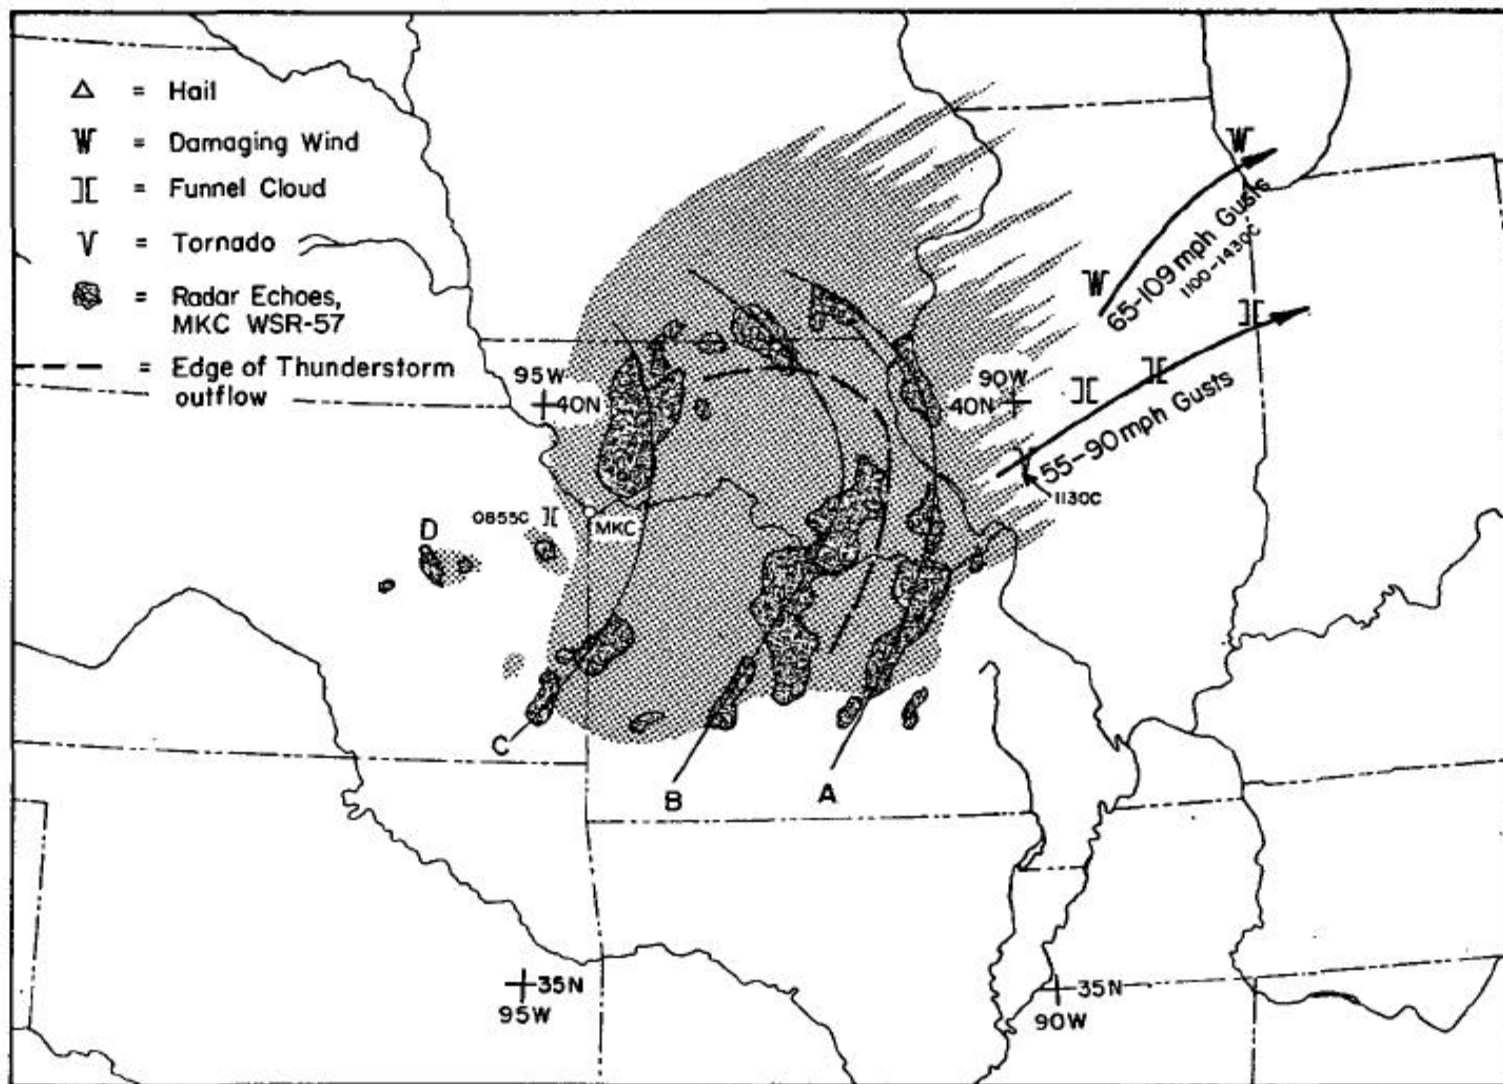 = Hail
= Damaging Wind
= Funnel Cloud
= Tornado
= Radar Echoes,
MKC WSR-57
= Edge of Thunderstorm
outflow
65-109 mph Gusts
1100-1430C
95W
40N
90W
40N
55-90 mph Gusts
1130C
0855C
MKC
D
C
B
A
35N
95W
35N
90W